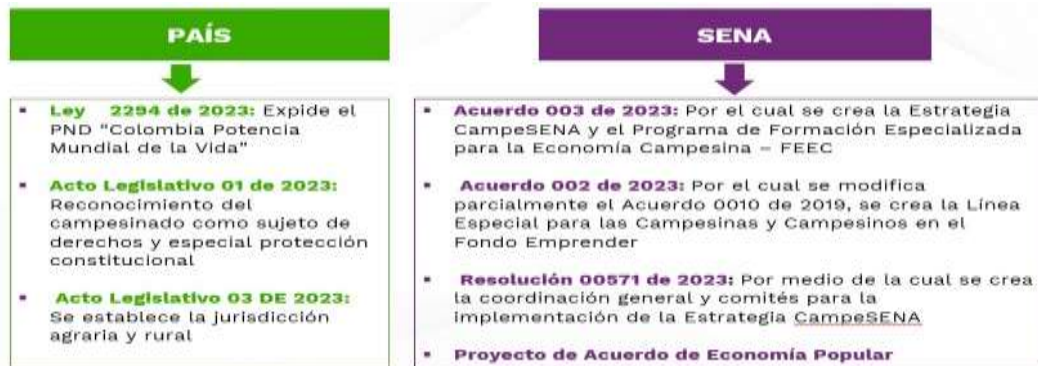 PAÍS
▪ Ley 2294 de 2023: Expide el
PND "Colombia Potencia
Mundial de la Vida"
▪ Acto Legislativo 01 de 2023:
Reconocimiento del
campesinado como sujeto de
derechos y especial protección
constitucional
▪ Acto Legislativo 03 DE 2023:
Se establece la jurisdicción
agraria y rural
SENA
▪ Acuerdo 003 de 2023: Por el cual se crea la Estrategia
CampeSENA y el Programa de Formación Especializada
para la Economía Campesina – FEEC
▪ Acuerdo 002 de 2023: Por el cual se modifica
parcialmente el Acuerdo 0010 de 2019, se crea la Línea
Especial para las Campesinas y Campesinos en el
Fondo Emprender
▪ Resolución 00571 de 2023: Por medio de la cual se crea
la coordinación general y comités para la
implementación de la Estrategia CampeSENA
▪ Proyecto de Acuerdo de Economía Popular